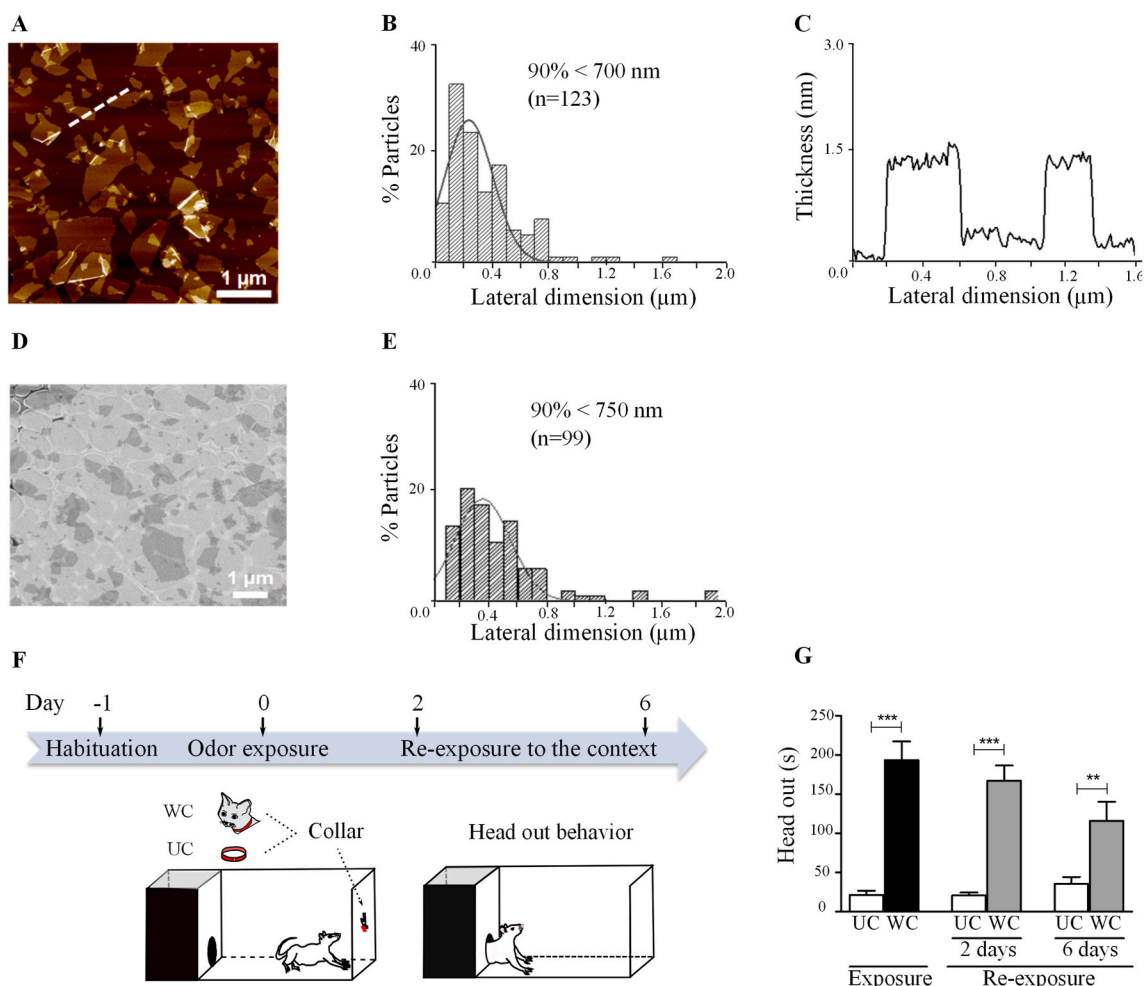 A
1 μm
B
40
20
0.0 0.4 0.8 1.2 1.6 2.0
% Particles
90% < 700 nm
(n=123)
Lateral dimension (μm)
C
3.0
1.5
0.0
0.0 0.4 0.8 1.2 1.6
Thickness (nm)
Lateral dimension (μm)
D
1 μm
E
40
20
0.0 0.4 0.8 1.2 1.6 2.0
% Particles
90% < 750 nm
(n=99)
Lateral dimension (μm)
F
Day -1 0 2 6
Habituation Odor exposure Re-exposure to the context
WC
UC
Collar
Head out behavior
G
Head out (s)
250
200
150
100
50
0
*** *** **
UC WC UC WC UC WC
2 days 6 days
Exposure Re-exposure